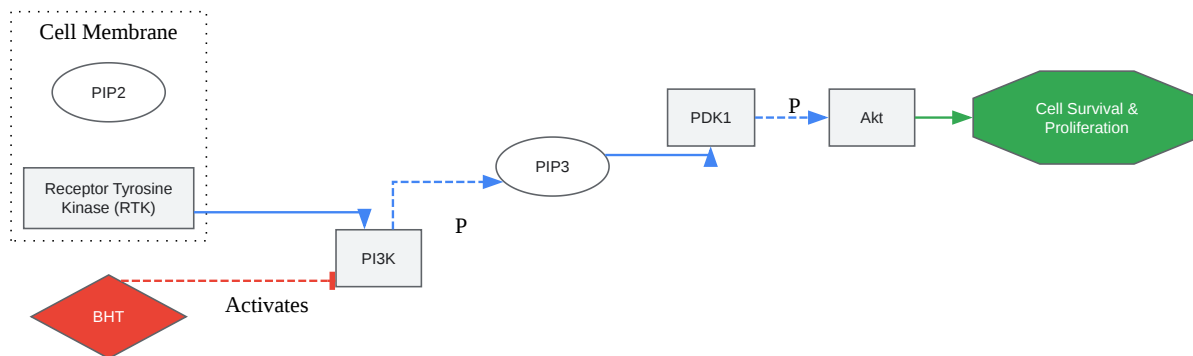 Cell Membrane
PIP2
Receptor Tyrosine
Kinase (RTK)
BHT
Activates
PI3K
P
PIP3
PDK1
P
Akt
Cell Survival &
Proliferation